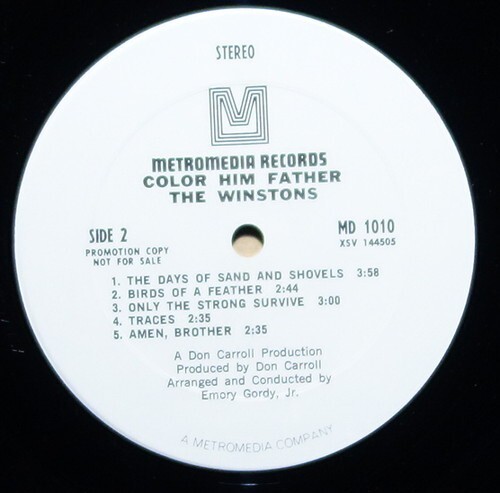 STEREO
M
METROMEDIA RECORDS
COLOR HIM FATHER
THE WINSTONS
SIDE 2
PROMOTION COPY
NOT FOR SALE
MD 1010
XSV 144505
1. THE DAYS OF SAND AND SHOVELS 3:58
2. BIRDS OF A FEATHER 2:44
3. ONLY THE STRONG SURVIVE 3:00
4. TRACES 2:35
5. AMEN, BROTHER 2:35
A Don Carroll Production
Produced by Don Carroll
Arranged and Conducted by
Emory Gordy, Jr.
A METROMEDIA COMPANY